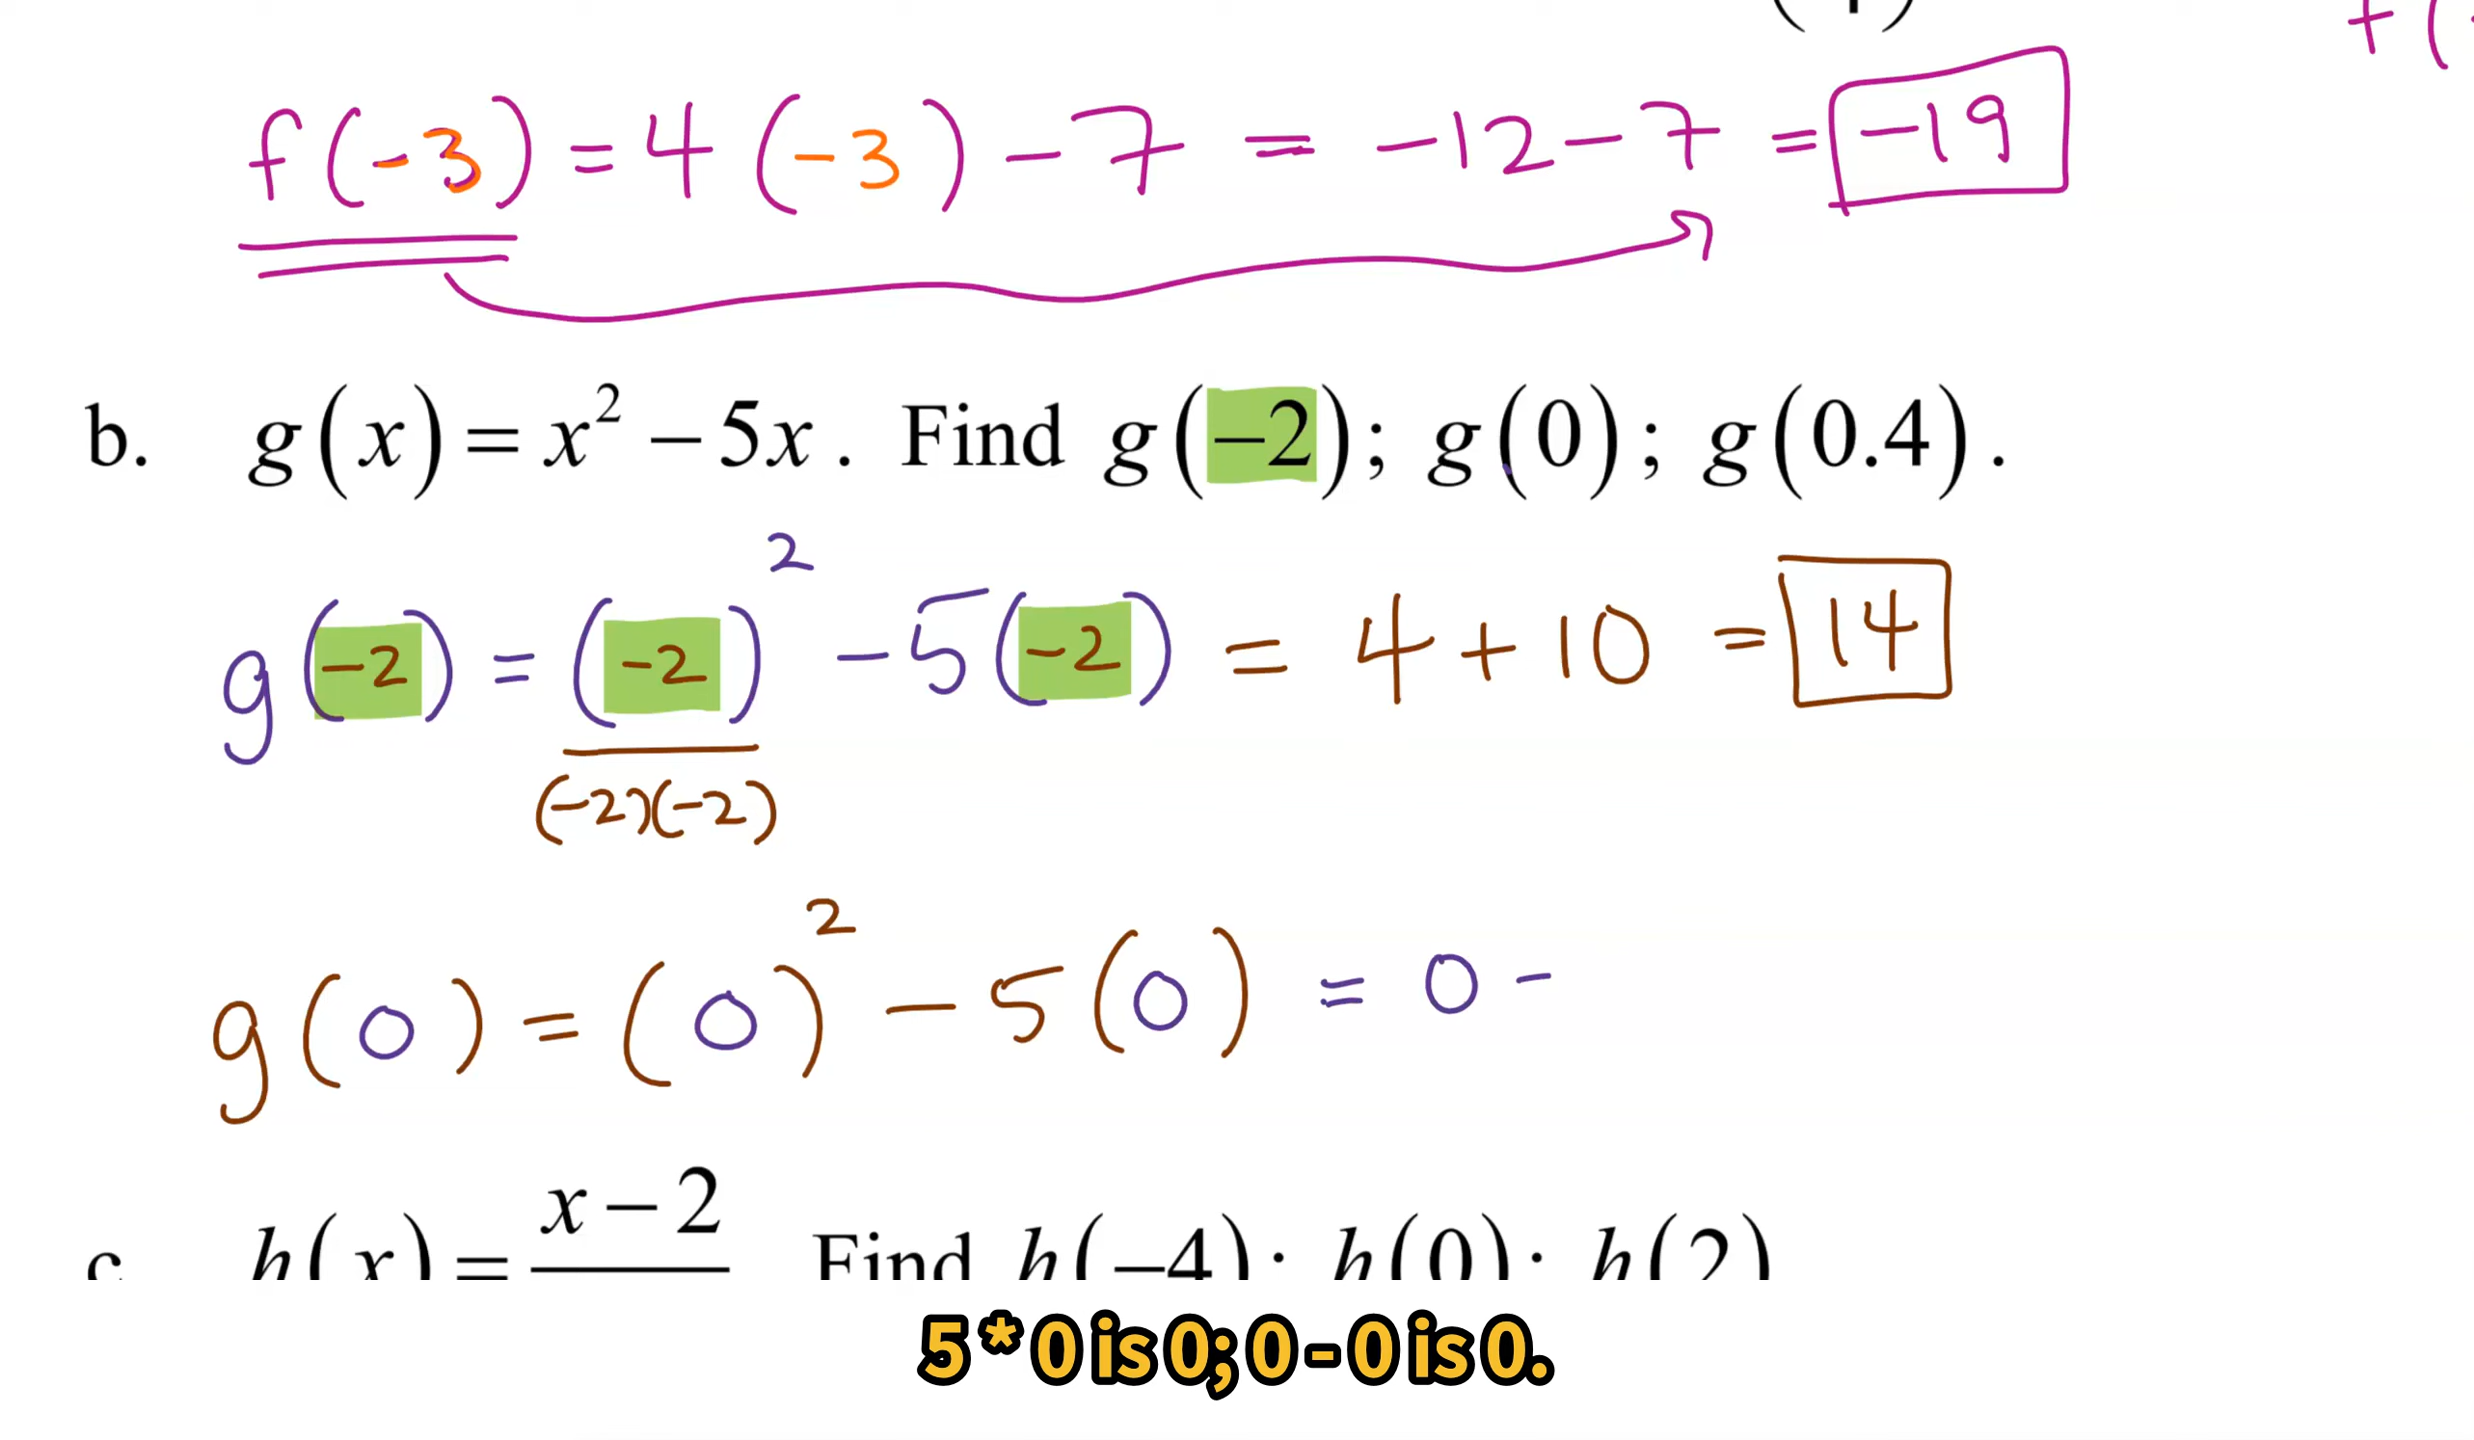 f(-3) = 4(-3) - 7 = -12 - 7 = -19
b. g(x) = x² − 5x . Find g(−2); g(0); g(0.4).
g(-2) = (-2)² - 5(-2) = 4 + 10 = 14
(-2)(-2)
g(0) = (0)² - 5(0) = 0 -
x − 2
c h(x) = Find h(−4); h(0); h(2)
5*0 is 0; 0 - 0 is 0.